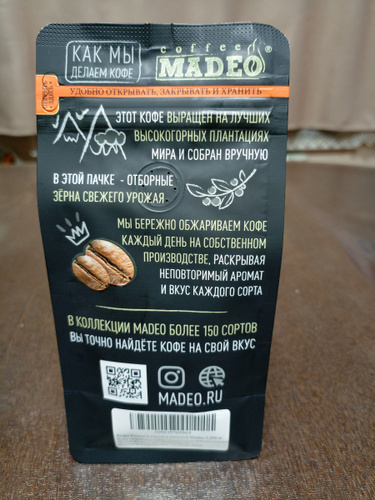 КАК МЫ
ДЕЛАЕМ КОФЕ
coffee
MADEO®
УДОБНО ОТКРЫВАТЬ, ЗАКРЫВАТЬ И ХРАНИТЬ
ЭТОТ КОФЕ ВЫРАЩЕН НА ЛУЧШИХ
ВЫСОКОГОРНЫХ ПЛАНТАЦИЯХ
МИРА И СОБРАН ВРУЧНУЮ
В ЭТОЙ ПАЧКЕ - ОТБОРНЫЕ
ЗЁРНА СВЕЖЕГО УРОЖАЯ
МЫ БЕРЕЖНО ОБЖАРИВАЕМ КОФЕ
КАЖДЫЙ ДЕНЬ НА СОБСТВЕННОМ
ПРОИЗВОДСТВЕ, РАСКРЫВАЯ
НЕПОВТОРИМЫЙ АРОМАТ
И ВКУС КАЖДОГО СОРТА
В КОЛЛЕКЦИИ MADEO БОЛЕЕ 150 СОРТОВ
ВЫ ТОЧНО НАЙДЁТЕ КОФЕ НА СВОЙ ВКУС
MADEO.RU